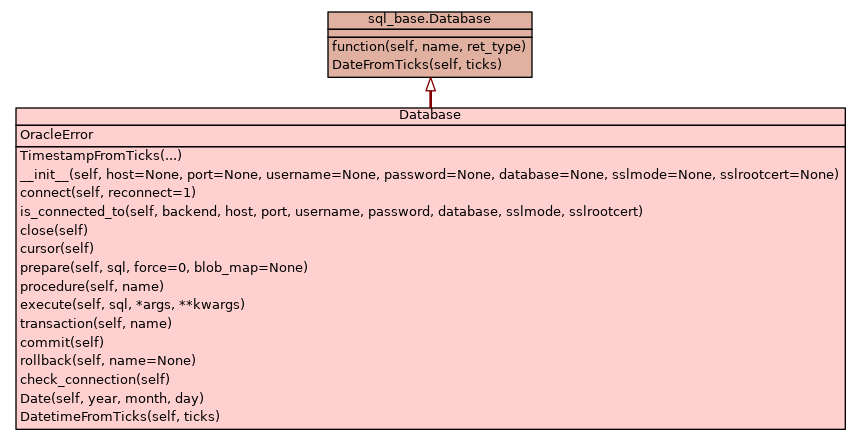 sql_base.Database
function(self, name, ret_type)
DateFromTicks(self, ticks)
Database
OracleError
TimestampFromTicks(...)
__init__(self, host=None, port=None, username=None, password=None, database=None, sslmode=None, sslrootcert=None)
connect(self, reconnect=1)
is_connected_to(self, backend, host, port, username, password, database, sslmode, sslrootcert)
close(self)
cursor(self)
prepare(self, sql, force=0, blob_map=None)
procedure(self, name)
execute(self, sql, *args, **kwargs)
transaction(self, name)
commit(self)
rollback(self, name=None)
check_connection(self)
Date(self, year, month, day)
DatetimeFromTicks(self, ticks)